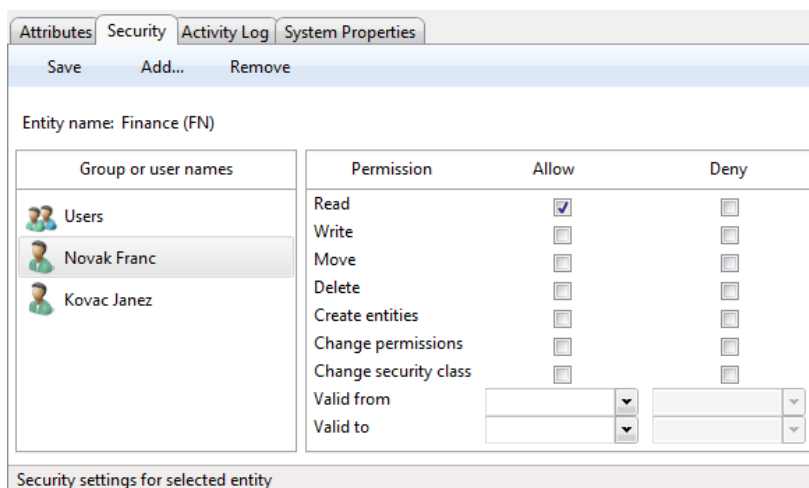 Attributes Security Activity Log System Properties
Save Add... Remove
Entity name: Finance (FN)
Group or user names
Users
Novak Franc
Kovac Janez
Permission Allow Deny
Read
Write
Move
Delete
Create entities
Change permissions
Change security class
Valid from
Valid to
Security settings for selected entity